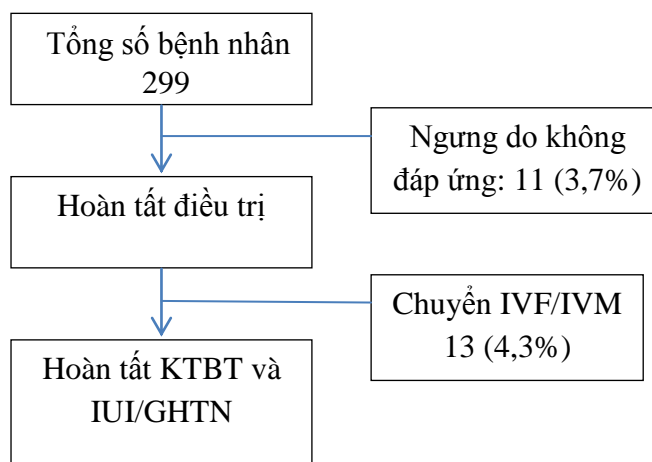 Tổng số bệnh nhân
299
Ngưng do không
đáp ứng: 11 (3,7%)
Hoàn tất điều trị
Chuyển IVF/IVM
13 (4,3%)
Hoàn tất KTBT và
IUI/GHTN